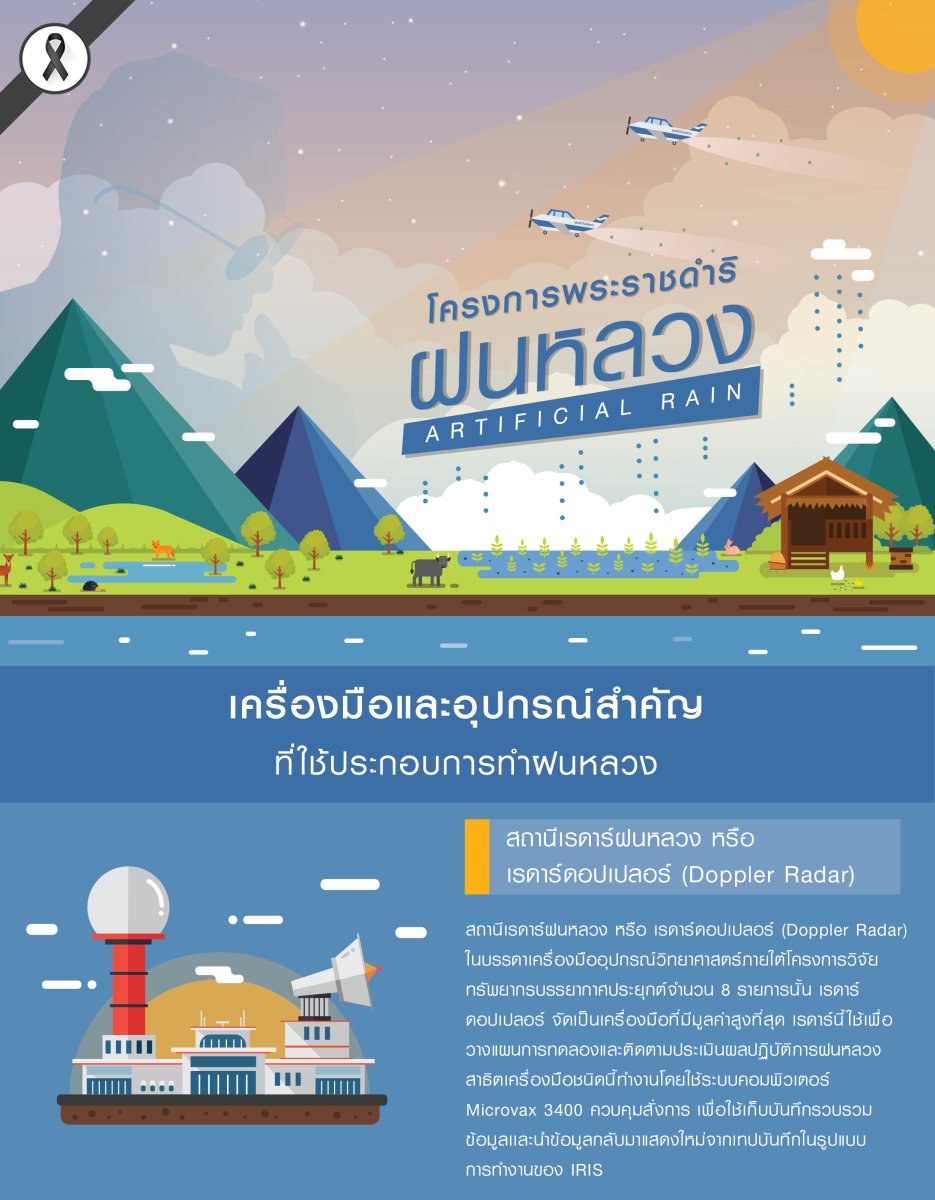 โครงการพระราชดำริ
ฝนหลวง
ARTIFICIAL RAIN
เครื่องมือและอุปกรณ์สำคัญ
ที่ใช้ประกอบการทำฝนหลวง
สถานีเรดาร์ฝนหลวง หรือ
เรดาร์ดอปเปลอร์ (Doppler Radar)
สถานีเรดาร์ฝนหลวง หรือ เรดาร์ดอปเปลอร์ (Doppler Radar)
ในบรรดาเครื่องมืออุปกรณ์วิทยาศาสตร์ภายใต้โครงการวิจัย
ทรัพยากรบรรยากาศประยุกต์จำนวน 8 รายการนั้น เรดาร์
ดอปเปลอร์ จัดเป็นเครื่องมือที่มีมูลค่าสูงที่สุด เรดาร์นี้ใช้เพื่อ
วางแผนการทดลองและติดตามประเมินผลปฏิบัติการฝนหลวง
สาธิตเครื่องมือชนิดนี้ทำงานโดยใช้ระบบคอมพิวเตอร์
Microvax 3400 ควบคุมสั่งการ เพื่อใช้เก็บบันทึกรวบรวม
ข้อมูลและนำข้อมูลกลับมาแสดงใหม่จากเทปบันทึกในรูปแบบ
การทำงานของ IRIS